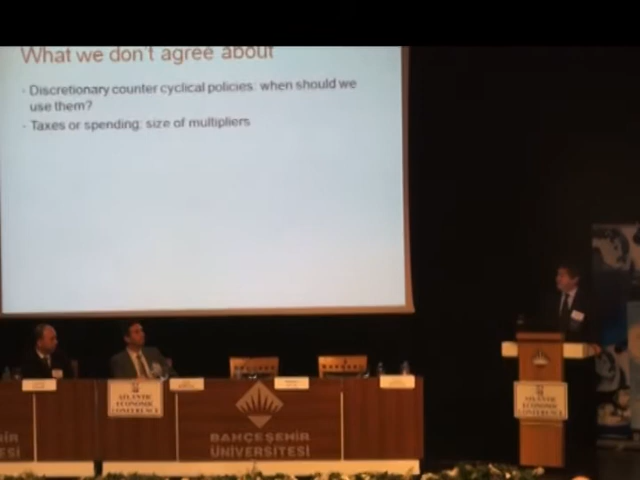 What we don't agree about
· Discretionary counter cyclical policies: when should we
use them?
· Taxes or spending: size of multipliers
ATLANTIC
ECONOMIC
CONFERENCE
BAHÇEŞEHİR
ÜNİVERSİTESİ
ATLANTIC
ECONOMIC
CONFERENCE